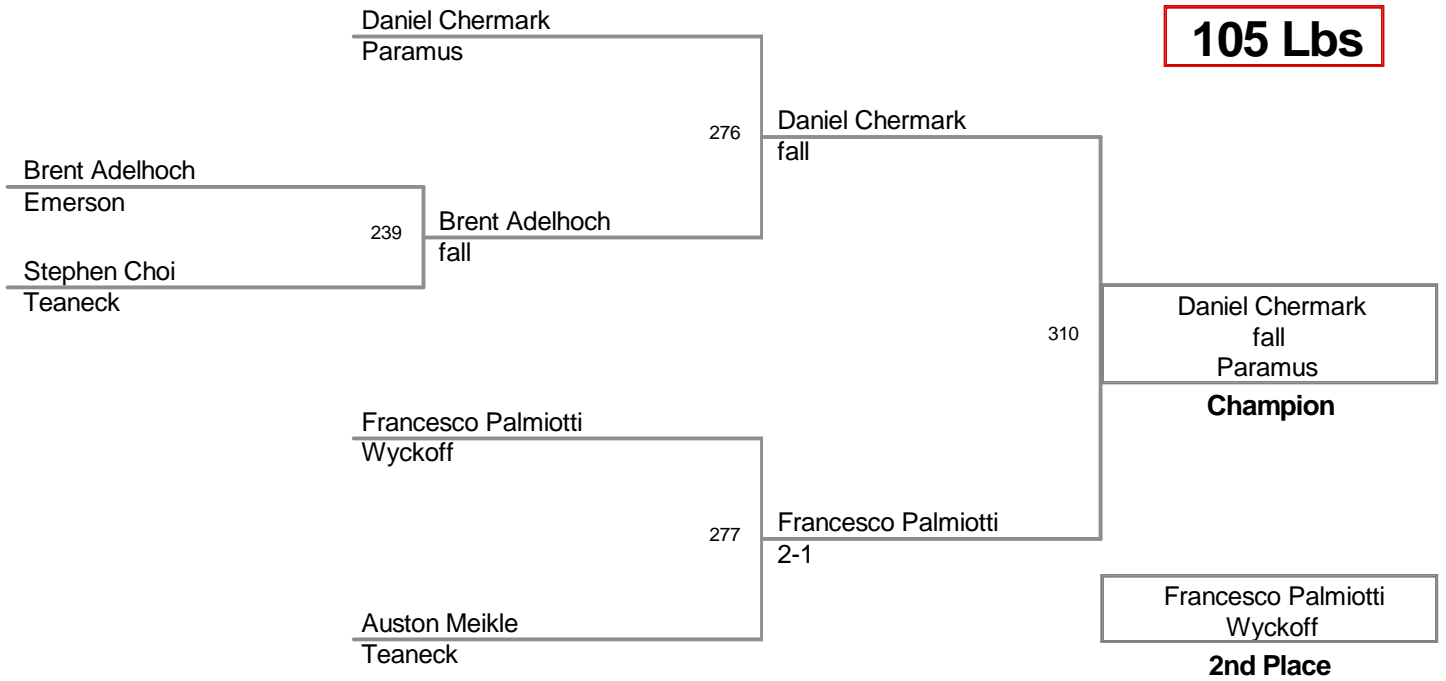 Daniel Chermark
Paramus
105 Lbs
276
Daniel Chermark
fall
Brent Adelhoch
Emerson
239
Brent Adelhoch
fall
Stephen Choi
Teaneck
310
Daniel Chermark
fall
Paramus
Champion
Francesco Palmiotti
Wyckoff
277
Francesco Palmiotti
2-1
Auston Meikle
Teaneck
Francesco Palmiotti
Wyckoff
2nd Place